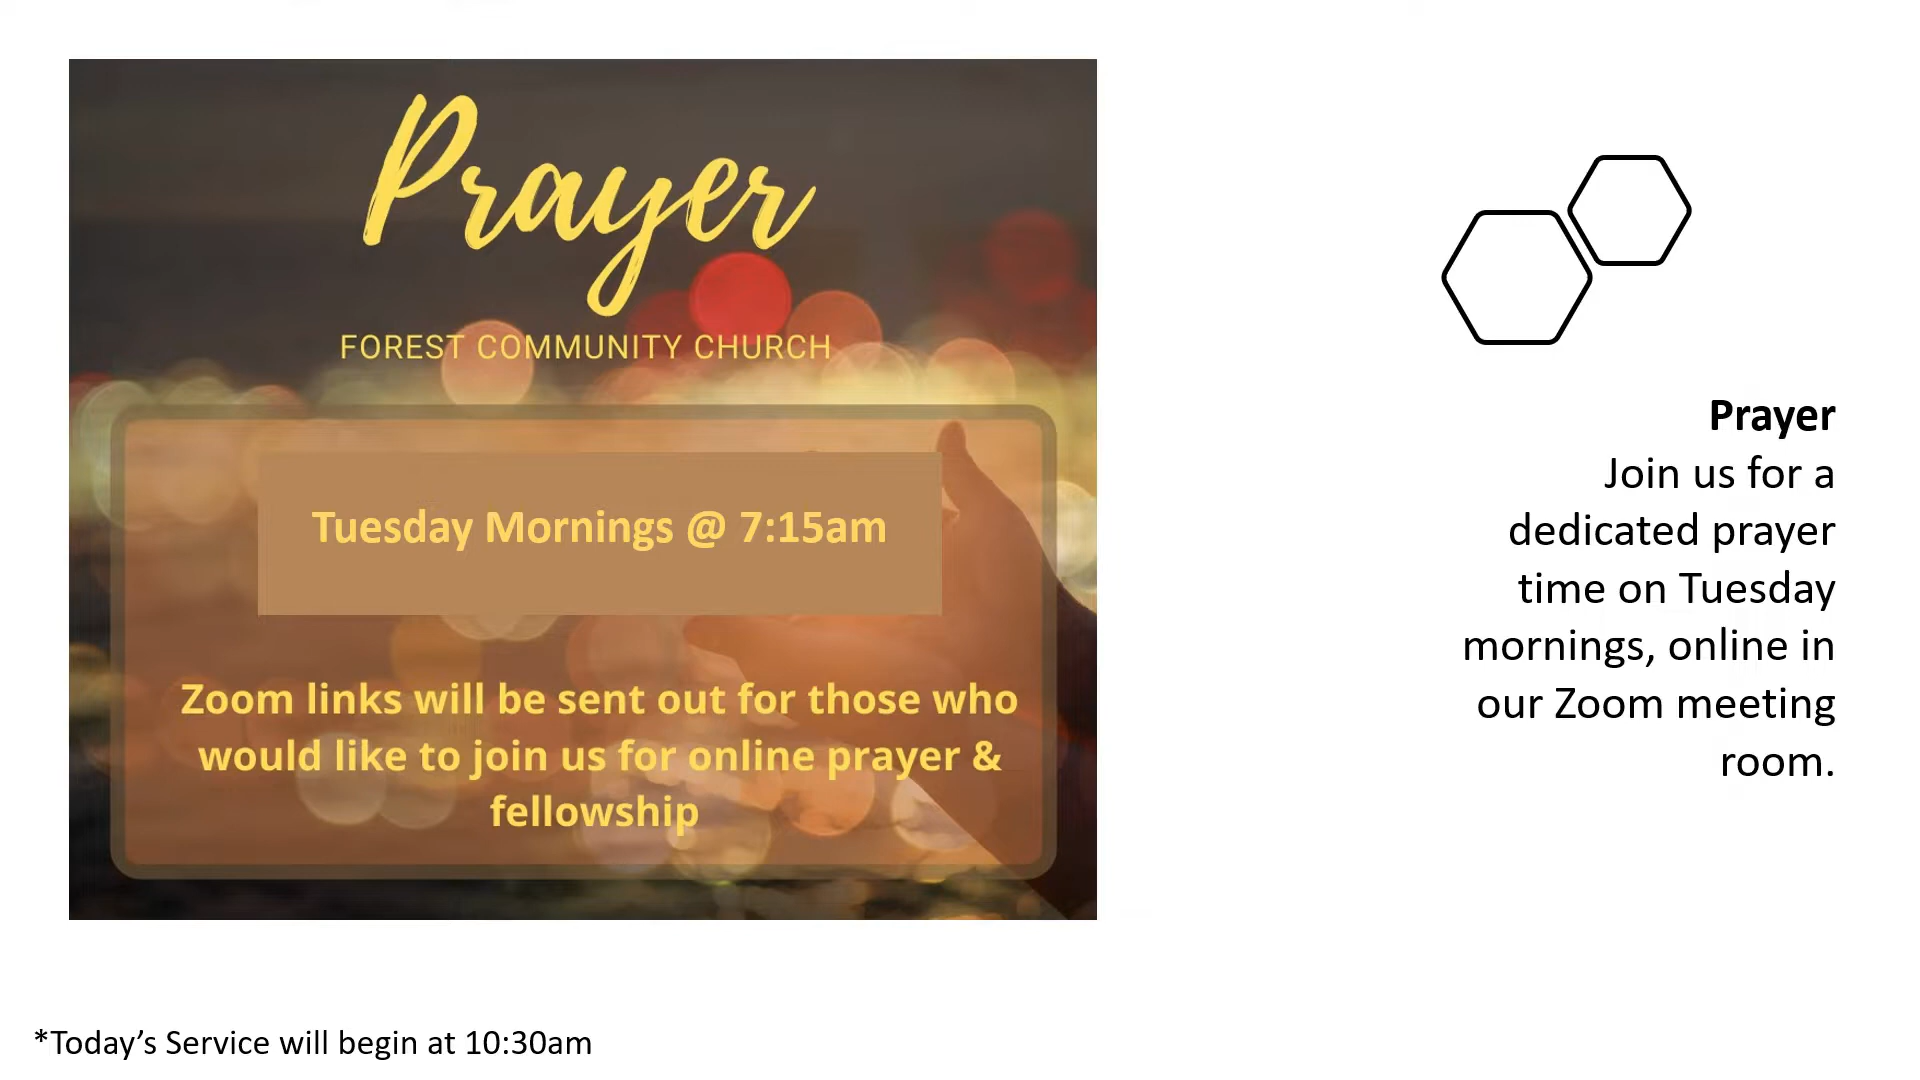 Prayer
FOREST COMMUNITY CHURCH
Tuesday Mornings @ 7:15am
Zoom links will be sent out for those who
would like to join us for online prayer &
fellowship
Prayer
Join us for a
dedicated prayer
time on Tuesday
mornings, online in
our Zoom meeting
room.
*Today’s Service will begin at 10:30am